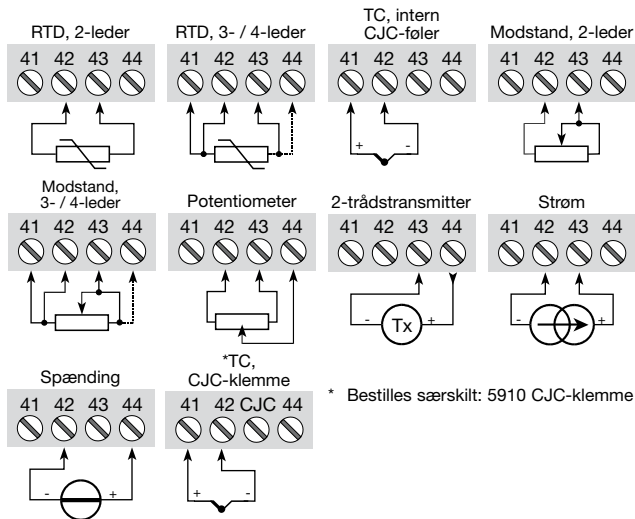 RTD, 2-leder
41 42 43 44
RTD, 3- / 4-leder
41 42 43 44
TC, intern
CJC-føler
41 42 43 44
+ -
Modstand, 2-leder
41 42 43 44
Modstand,
3- / 4-leder
41 42 43 44
Potentiometer
41 42 43 44
2-trådstransmitter
41 42 43 44
- Tx +
Strøm
41 42 43 44
- +
Spænding
41 42 43 44
- +
*TC,
CJC-klemme
41 42 CJC 44
+ -
* Bestilles særskilt: 5910 CJC-klemme